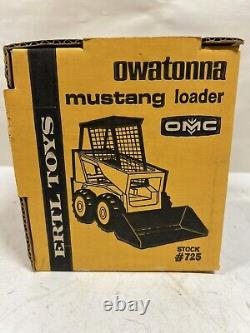 owatonna
mustang loader
OMC
ERTL TOYS
STOCK
#725